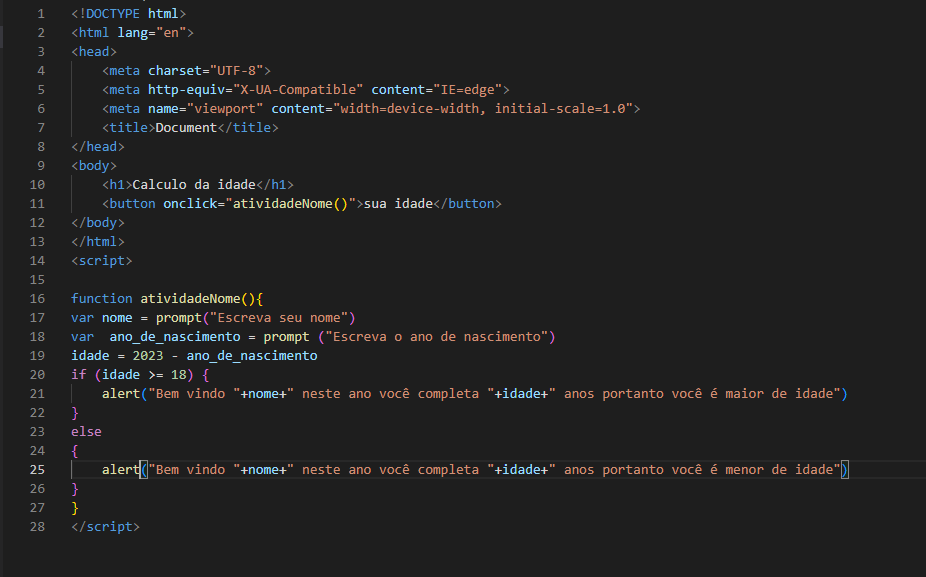 1 <!DOCTYPE html>
2 <html lang="en">
3 <head>
4     <meta charset="UTF-8">
5     <meta http-equiv="X-UA-Compatible" content="IE=edge">
6     <meta name="viewport" content="width=device-width, initial-scale=1.0">
7     <title>Document</title>
8 </head>
9 <body>
10     <h1>Calculo da idade</h1>
11     <button onclick="atividadeNome()">sua idade</button>
12 </body>
13 </html>
14 <script>
15
16 function atividadeNome(){
17 var nome = prompt("Escreva seu nome")
18 var  ano_de_nascimento = prompt ("Escreva o ano de nascimento")
19 idade = 2023 - ano_de_nascimento
20 if (idade >= 18) {
21     alert("Bem vindo "+nome+" neste ano você completa "+idade+" anos portanto você é maior de idade")
22 }
23 else
24 {
25     alert("Bem vindo "+nome+" neste ano você completa "+idade+" anos portanto você é menor de idade")
26 }
27 }
28 </script>